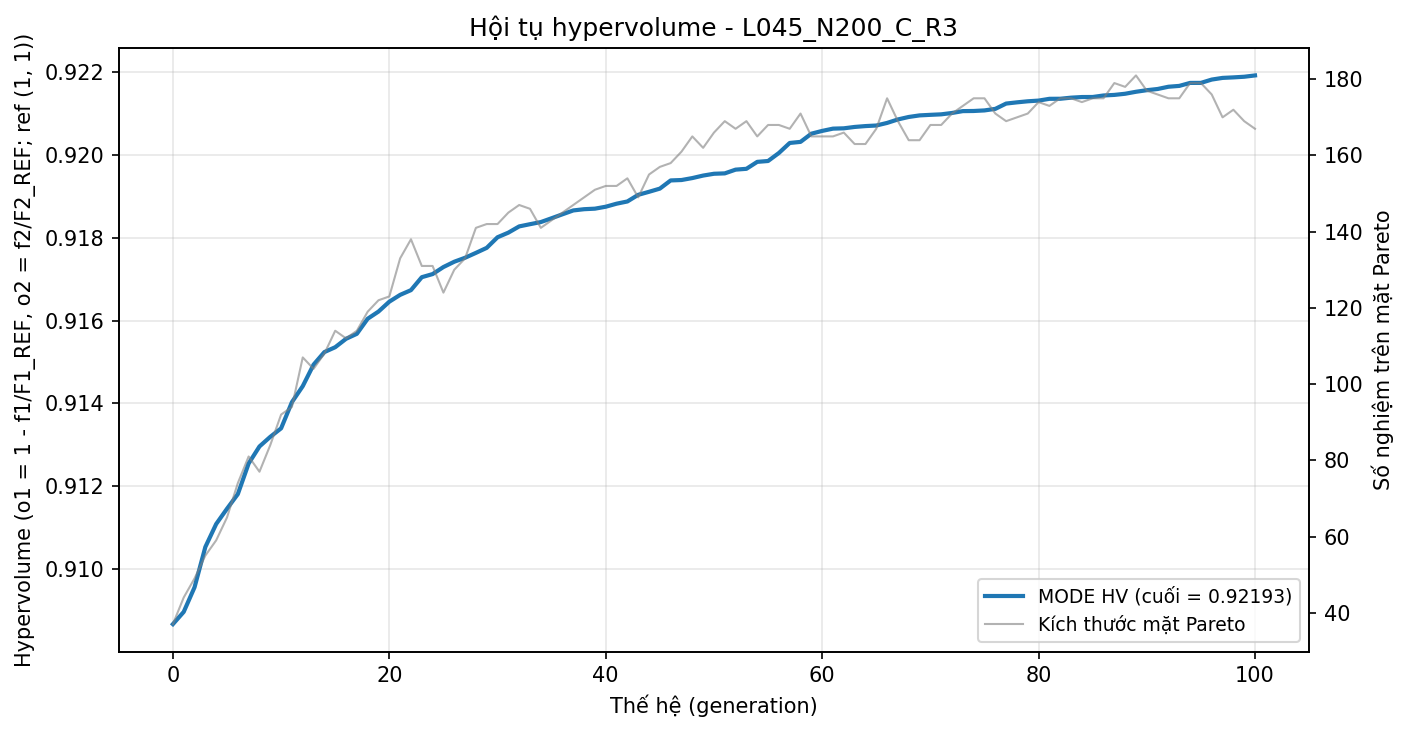 Hội tụ hypervolume - L045_N200_C_R3
Hypervolume (o1 = 1 - f1/F1_REF, o2 = f2/F2_REF; ref (1, 1))
0.922
0.920
0.918
0.916
0.914
0.912
0.910
180
160
140
120
100
80
60
40
Số nghiệm trên mặt Pareto
MODE HV (cuối = 0.92193)
Kích thước mặt Pareto
0 20 40 60 80 100
Thế hệ (generation)